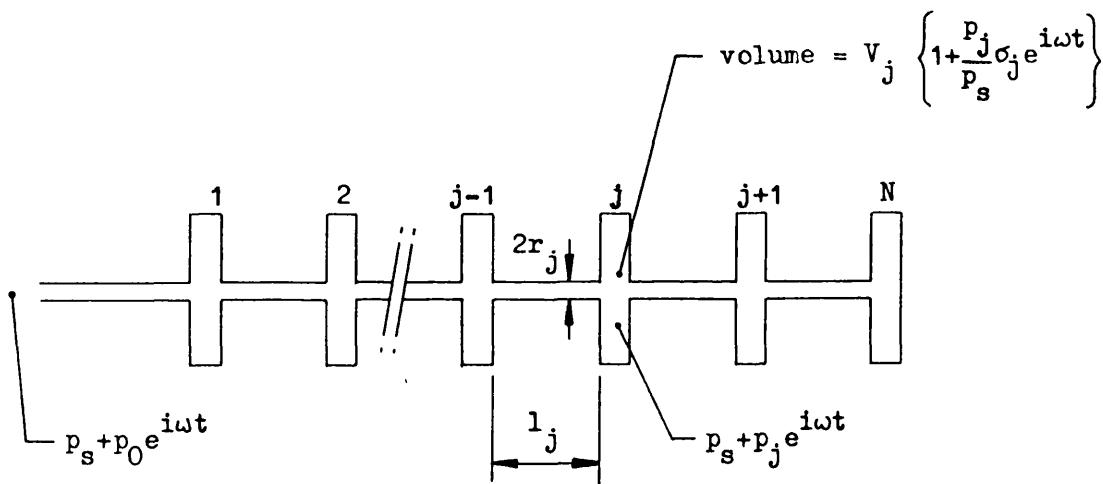 volume = V_j {1+ p_j/p_s σ_j e^{iωt}}
1 2 j-1 j j+1 N
2r_j
l_j
p_s+p_0e^{iωt}
p_s+p_je^{iωt}